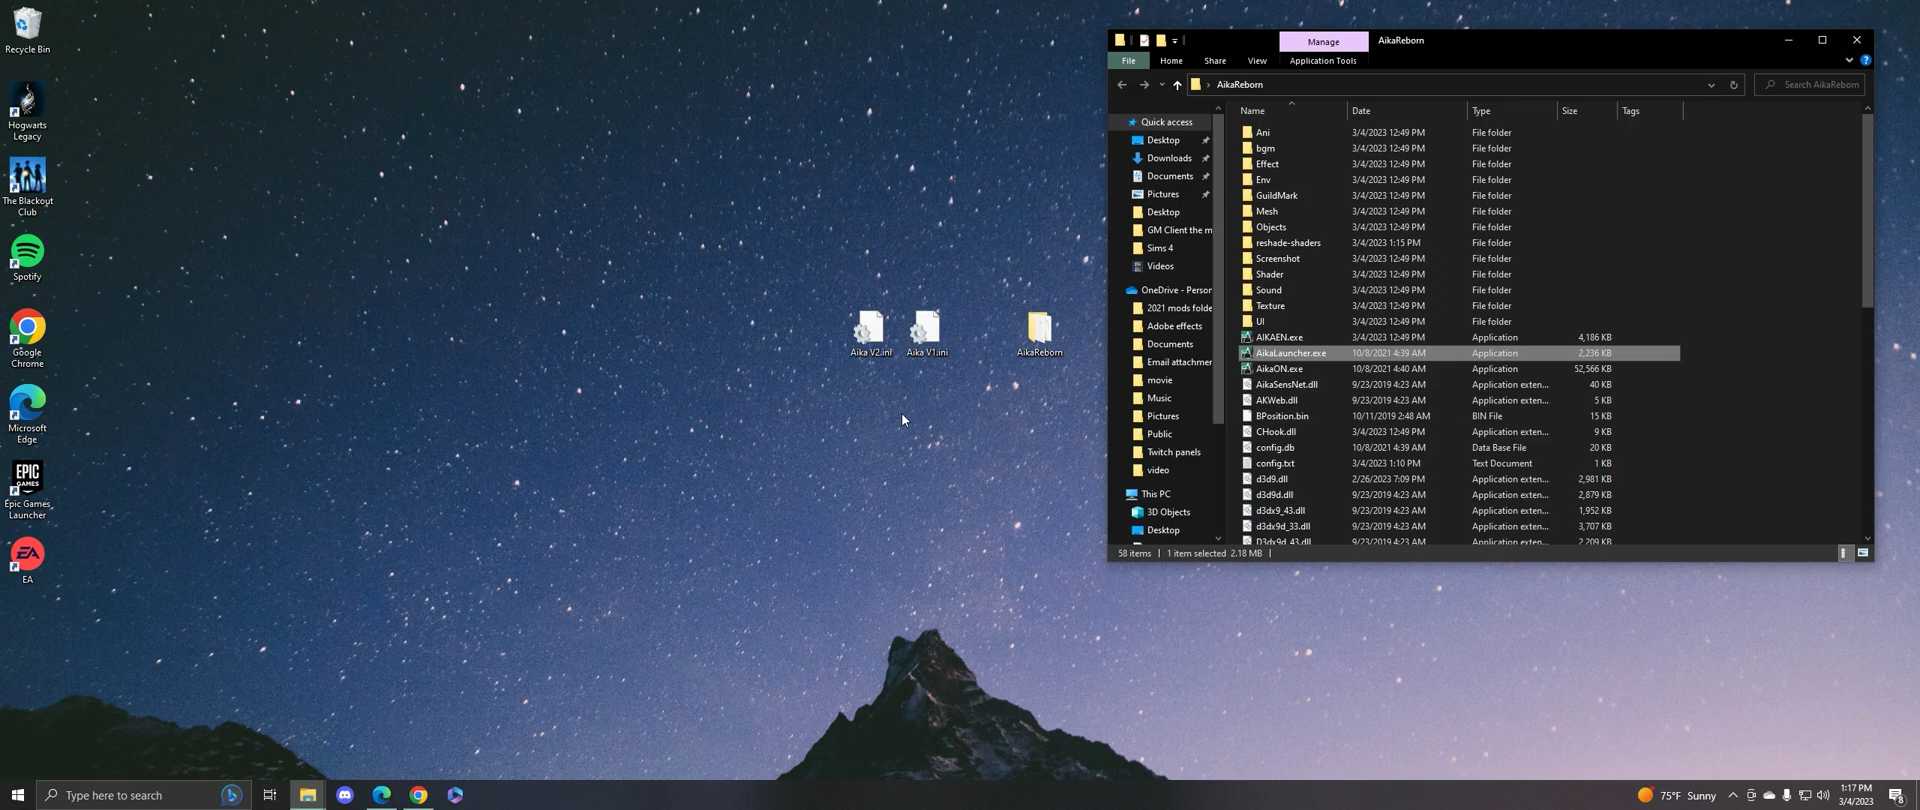 Recycle Bin
Hogwarts
Legacy
The Blackout
Club
Spotify
Google
Chrome
Microsoft
Edge
EPIC
GAMES
Epic Games
Launcher
EA
EA
Aika V2.ini
Aika V1.ini
AikaReborn
Manage
AikaReborn
File
Home
Share
View
Application Tools
AikaReborn
Search AikaReborn
Quick access
Desktop
Downloads
Documents
Pictures
Desktop
GM Client the m
Sims 4
Videos
OneDrive - Person
2021 mods folde
Adobe effects
Documents
Email attachmer
movie
Music
Pictures
Public
Twitch panels
video
This PC
3D Objects
Desktop
Name Date Type Size Tags
Ani 3/4/2023 12:49 PM File folder
bgm 3/4/2023 12:49 PM File folder
Effect 3/4/2023 12:49 PM File folder
Env 3/4/2023 12:49 PM File folder
GuildMark 3/4/2023 12:49 PM File folder
Mesh 3/4/2023 12:49 PM File folder
Objects 3/4/2023 12:49 PM File folder
reshade-shaders 3/4/2023 1:15 PM File folder
Screenshot 3/4/2023 12:49 PM File folder
Shader 3/4/2023 12:49 PM File folder
Sound 3/4/2023 12:49 PM File folder
Texture 3/4/2023 12:49 PM File folder
UI 3/4/2023 12:49 PM File folder
AIKAEN.exe 3/4/2023 12:49 PM Application 4,186 KB
AikaLauncher.exe 10/8/2021 4:39 AM Application 2,236 KB
AikaON.exe 10/8/2021 4:40 AM Application 52,566 KB
AikaSensNet.dll 9/23/2019 4:23 AM Application exten... 40 KB
AKWeb.dll 9/23/2019 4:23 AM Application exten... 5 KB
BPosition.bin 10/11/2019 2:48 AM BIN File 15 KB
CHook.dll 3/4/2023 12:49 PM Application exten... 9 KB
config.db 10/8/2021 4:39 AM Data Base File 20 KB
config.txt 3/4/2023 1:10 PM Text Document 1 KB
d3d9.dll 2/26/2023 7:09 PM Application exten... 2,981 KB
d3d9d.dll 9/23/2019 4:23 AM Application exten... 2,879 KB
d3dx9_43.dll 9/23/2019 4:23 AM Application exten... 1,952 KB
d3dx9d_33.dll 9/23/2019 4:23 AM Application exten... 3,707 KB
D3dx9d_43.dll 9/23/2019 4:23 AM Application exten... 2,209 KB
58 items 1 item selected 2.18 MB
Type here to search
75°F Sunny
1:17 PM
3/4/2023
8